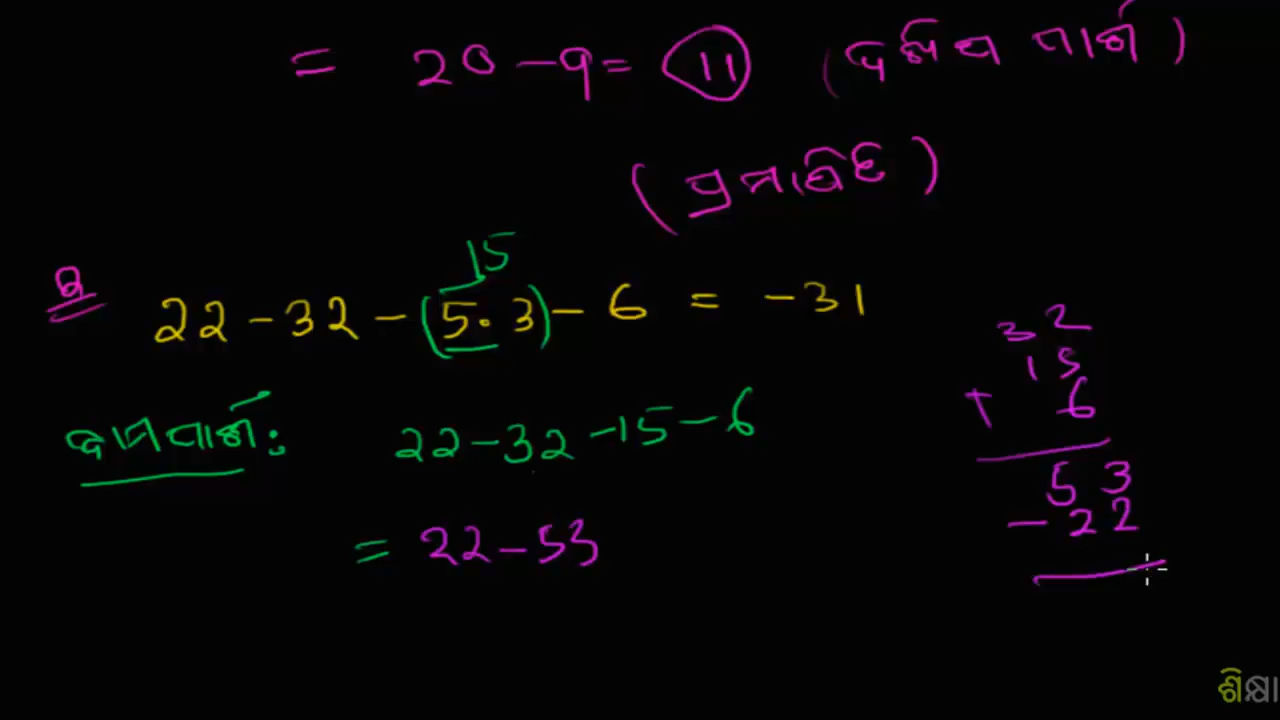 = 20 - 9 = 11 (ଦକ୍ଷିଣ ପାର୍ଶ୍ଵ)
(ପ୍ରମାଣିତ)
15
Q 22 - 32 - (5 · 3) - 6 = -31
ବାମପାର୍ଶ୍ଵ : 22 - 32 - 15 - 6
= 22 - 53
32
15
+ 6
53
- 22
ଶିକ୍ଷା